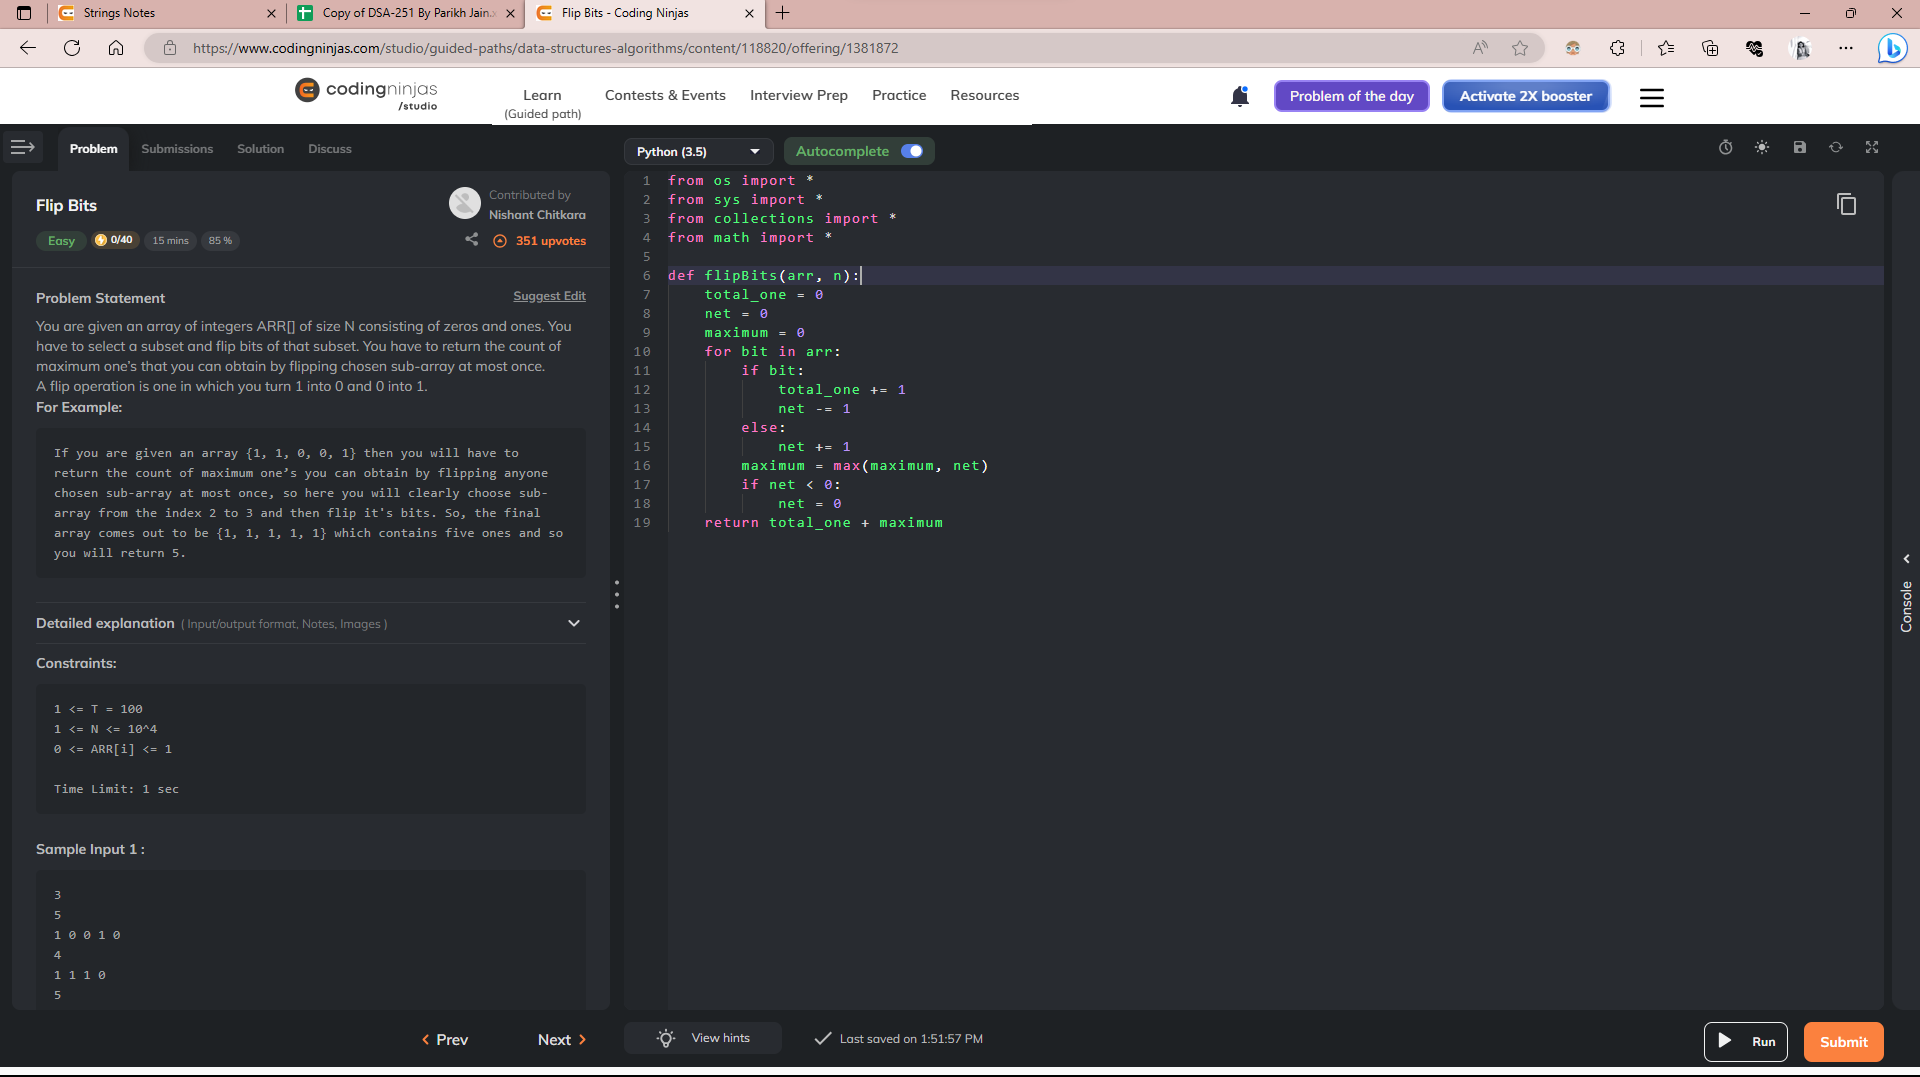 Strings Notes
Copy of DSA-251 By Parikh Jain.x
Flip Bits - Coding Ninjas
https://www.codingninjas.com/studio/guided-paths/data-structures-algorithms/content/118820/offering/1381872
codingninjas
/studio
Learn
(Guided path)
Contests & Events
Interview Prep
Practice
Resources
Problem of the day
Activate 2X booster
Problem
Submissions
Solution
Discuss
Flip Bits
Contributed by
Nishant Chitkara
Easy
0/40
15 mins
85 %
351 upvotes
Problem Statement
Suggest Edit
You are given an array of integers ARR[] of size N consisting of zeros and ones. You
have to select a subset and flip bits of that subset. You have to return the count of
maximum one's that you can obtain by flipping chosen sub-array at most once.
A flip operation is one in which you turn 1 into 0 and 0 into 1.
For Example:
If you are given an array {1, 1, 0, 0, 1} then you will have to
return the count of maximum one’s you can obtain by flipping anyone
chosen sub-array at most once, so here you will clearly choose sub-
array from the index 2 to 3 and then flip it's bits. So, the final
array comes out to be {1, 1, 1, 1, 1} which contains five ones and so
you will return 5.
Detailed explanation ( Input/output format, Notes, Images )
Constraints:
1 <= T = 100
1 <= N <= 10^4
0 <= ARR[i] <= 1
Time Limit: 1 sec
Sample Input 1 :
3
5
1 0 0 1 0
4
1 1 1 0
5
Prev
Next
Python (3.5)
Autocomplete
1 from os import *
2 from sys import *
3 from collections import *
4 from math import *
5
6 def flipBits(arr, n):
7 total_one = 0
8 net = 0
9 maximum = 0
10 for bit in arr:
11 if bit:
12 total_one += 1
13 net -= 1
14 else:
15 net += 1
16 maximum = max(maximum, net)
17 if net < 0:
18 net = 0
19 return total_one + maximum
Console
View hints
Last saved on 1:51:57 PM
Run
Submit